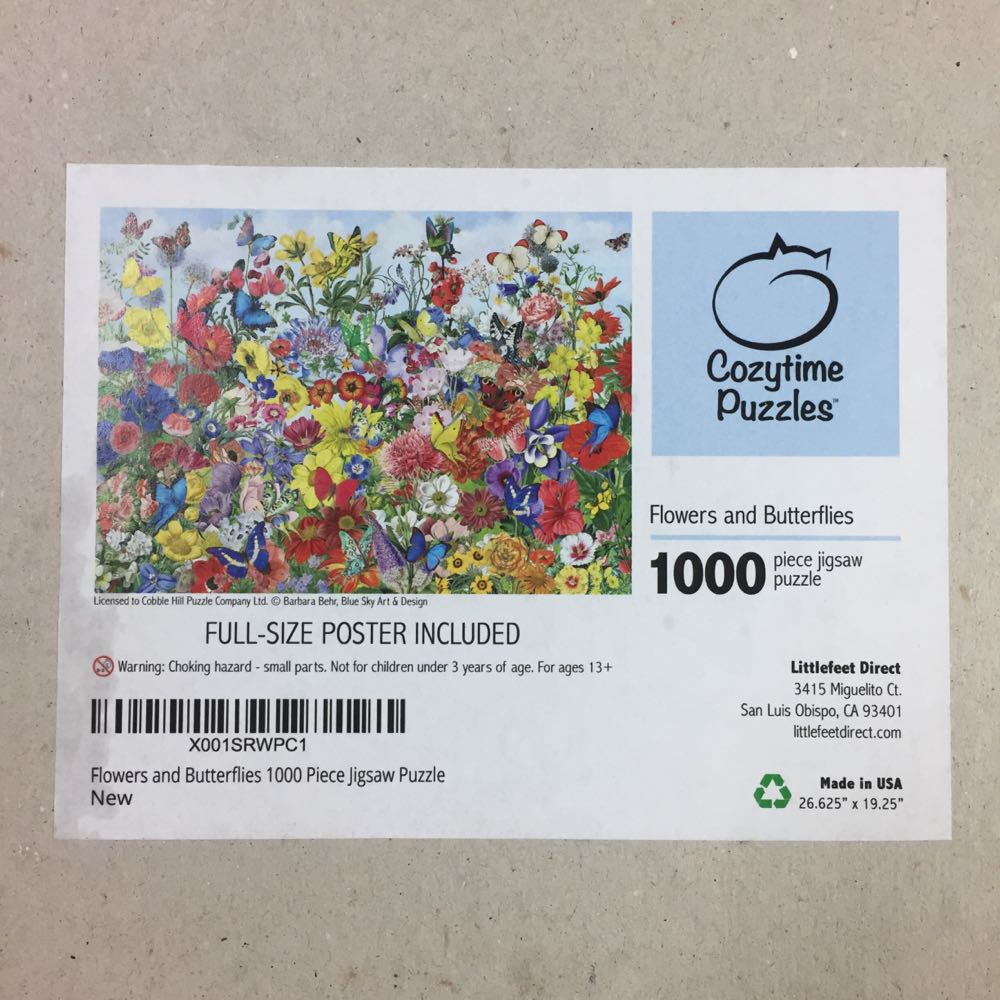 Cozytime
Puzzles™
Flowers and Butterflies
1000 piece jigsaw
puzzle
Licensed to Cobble Hill Puzzle Company Ltd. © Barbara Behr, Blue Sky Art & Design
FULL-SIZE POSTER INCLUDED
Warning: Choking hazard - small parts. Not for children under 3 years of age. For ages 13+
X001SRWPC1
Flowers and Butterflies 1000 Piece Jigsaw Puzzle
New
Littlefeet Direct
3415 Miguelito Ct.
San Luis Obispo, CA 93401
littlefeetdirect.com
Made in USA
26.625” x 19.25”